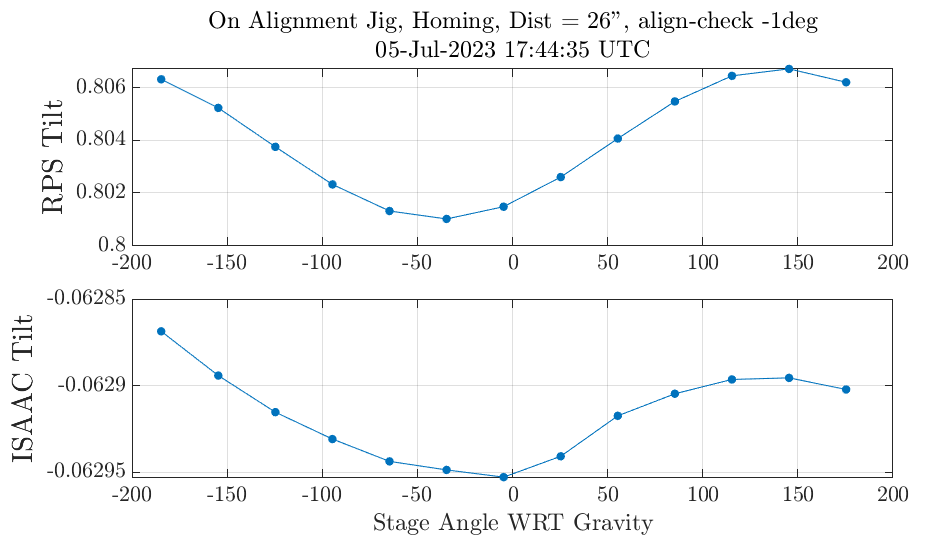 On Alignment Jig, Homing, Dist = 26”, align-check -1deg
05-Jul-2023 17:44:35 UTC
RPS Tilt
0.806
0.804
0.802
0.8
-200 -150 -100 -50 0 50 100 150 200
ISAAC Tilt
-0.06285
-0.0629
-0.06295
-200 -150 -100 -50 0 50 100 150 200
Stage Angle WRT Gravity